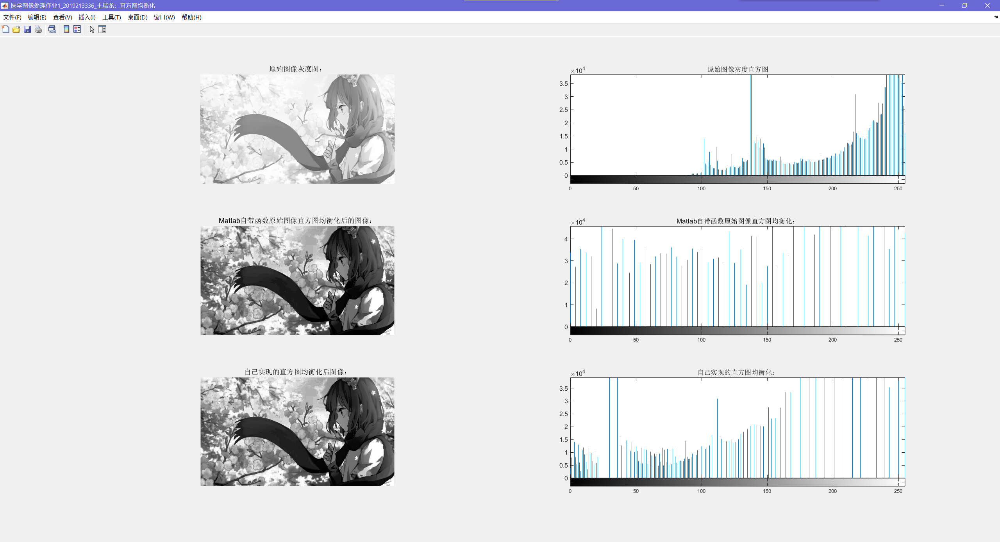 医学图像处理作业1_2019213336_王瑞龙：直方图均衡化
文件(F) 编辑(E) 查看(V) 插入(I) 工具(T) 桌面(D) 窗口(W) 帮助(H)
原始图像灰度图：
原始图像灰度直方图
×10^4
3.5
3
2.5
2
1.5
1
0.5
0
0 50 100 150 200 250
Matlab自带函数原始图像直方图均衡化后的图像：
Matlab自带函数原始图像直方图均衡化：
×10^4
4
3
2
1
0
0 50 100 150 200 250
自己实现的直方图均衡化后图像：
自己实现的直方图均衡化：
×10^4
3.5
3
2.5
2
1.5
1
0.5
0
0 50 100 150 200 250